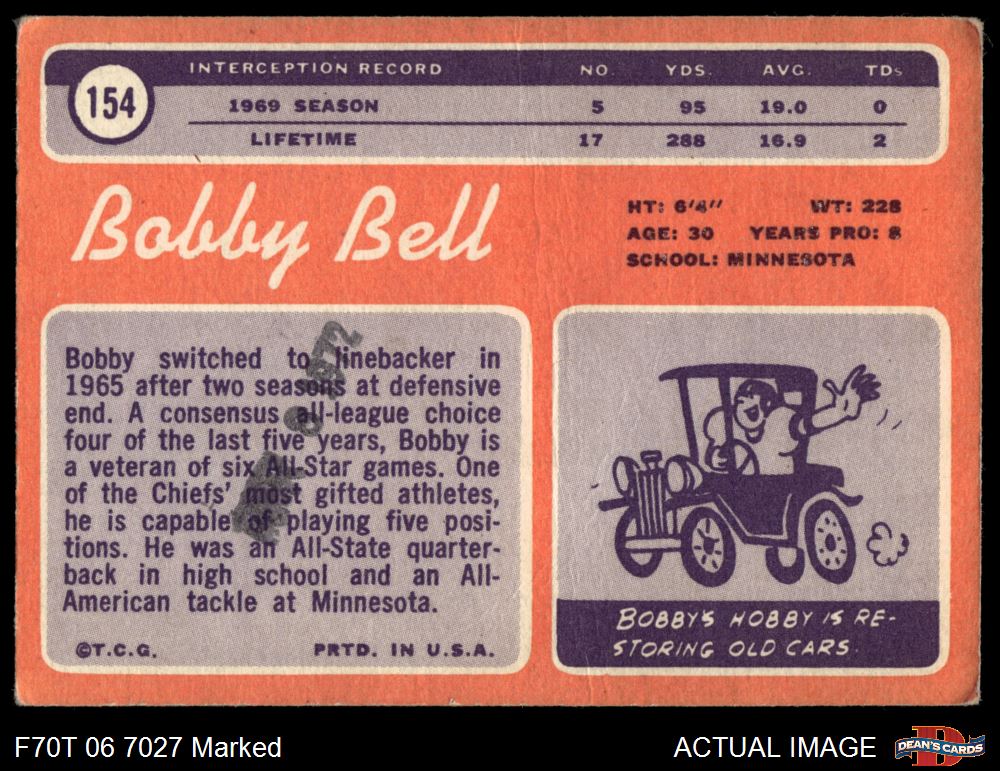 154
INTERCEPTION RECORD NO. YDS. AVG. TDs
1969 SEASON 5 95 19.0 0
LIFETIME 17 288 16.9 2
Bobby Bell
HT: 6'4" WT: 228
AGE: 30 YEARS PRO: 8
SCHOOL: MINNESOTA
Bobby switched to linebacker in
1965 after two seasons at defensive
end. A consensus all-league choice
four of the last five years, Bobby is
a veteran of six All-Star games. One
of the Chiefs' most gifted athletes,
he is capable of playing five posi-
tions. He was an All-State quarter-
back in high school and an All-
American tackle at Minnesota.
©T.C.G. PRTD. IN U.S.A.
BOBBY'S HOBBY IS RE-
STORING OLD CARS.
F70T 06 7027 Marked
ACTUAL IMAGE
DEAN'S CARDS